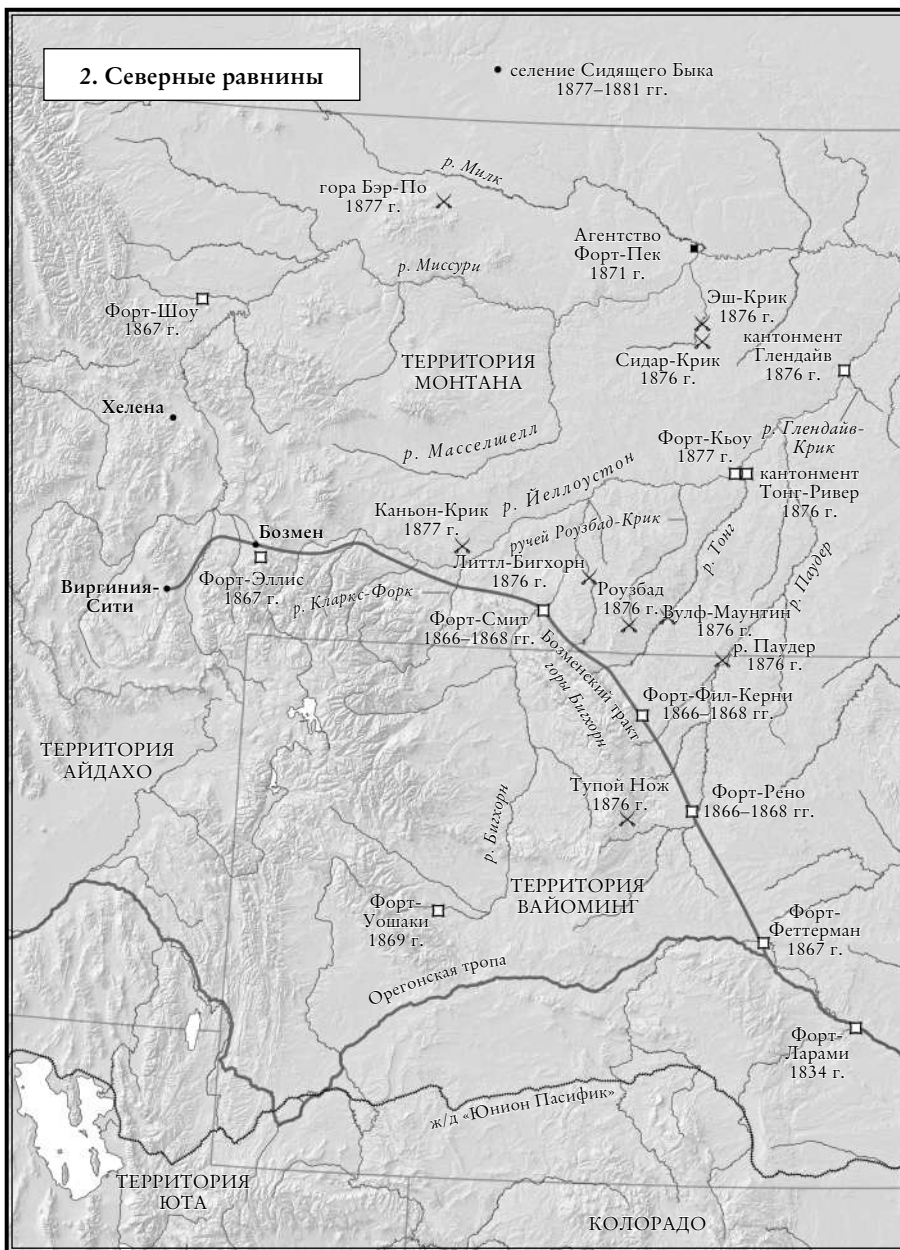 2. Северные равнины
селение Сидящего Быка
1877–1881 гг.
р. Милк
гора Бэр-По
1877 г.
Агентство
Форт-Пек
1871 г.
р. Миссури
Форт-Шоу
1867 г.
Эш-Крик
1876 г.
Сидар-Крик
1876 г.
кантонмент
Глендайв
1876 г.
ТЕРРИТОРИЯ
МОНТАНА
Хелена
р. Масселшелл
р. Глендайв-
Крик
Форт-Кьоу
1877 г.
кантонмент
Тонг-Ривер
1876 г.
р. Йеллоустон
Каньон-Крик
1877 г.
ручей Роузбад-Крик
р. Тонг
р. Паудер
Бозмен
Форт-Эллис
1867 г.
Виргиния-
Сити
р. Кларкс-Форк
Литтл-Бигхорн
1876 г.
Роузбад
1876 г.
Вулф-Маунтин
1876 г.
Форт-Смит
1866–1868 гг.
р. Паудер
1876 г.
Бозменский тракт
горы Бигхорн
Форт-Фил-Керни
1866–1868 гг.
ТЕРРИТОРИЯ
АЙДАХО
Тупой Нож
1876 г.
Форт-Рено
1866–1868 гг.
р. Бигхорн
ТЕРРИТОРИЯ
ВАЙОМИНГ
Форт-
Уошаки
1869 г.
Форт-
Феттерман
1867 г.
Орегонская тропа
Форт-
Ларами
1834 г.
ж/д «Юнион Пасифик»
ТЕРРИТОРИЯ
ЮТА
КОЛОРАДО